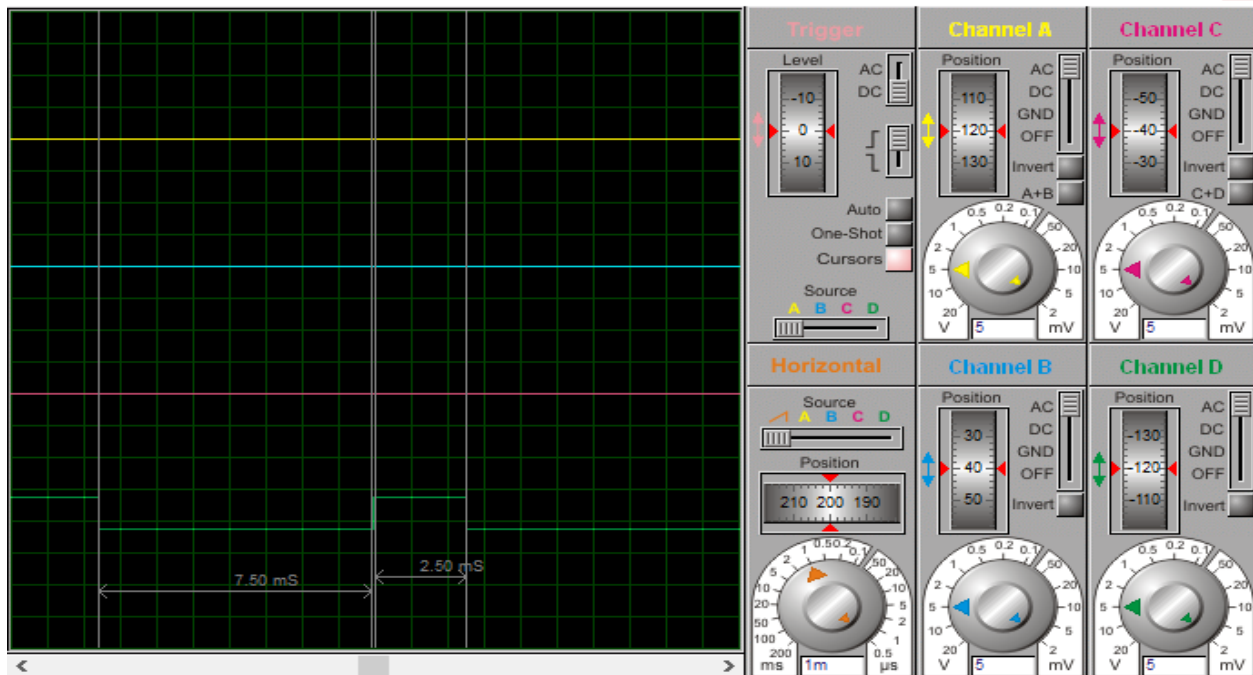 7.50 mS
2.50 mS
<
>
Trigger
Level
-10
0
10
AC
DC
Auto
One-Shot
Cursors
Source
A B C D
Channel A
Position
110
120
130
AC
DC
GND
OFF
Invert
A+B
20 10 5 2 1 0.5 0.2 0.1 50 20 10 5 2
V
5
mV
Channel C
Position
-50
-40
-30
AC
DC
GND
OFF
Invert
C+D
20 10 5 2 1 0.5 0.2 0.1 50 20 10 5 2
V
5
mV
Horizontal
Source
A B C D
Position
210 200 190
200 100 50 20 10 5 2 1 0.5 0.2 0.1 50 20 10 5 2 1 0.5
ms
1m
µs
Channel B
Position
30
40
50
AC
DC
GND
OFF
Invert
20 10 5 2 1 0.5 0.2 0.1 50 20 10 5 2
V
5
mV
Channel D
Position
-130
-120
-110
AC
DC
GND
OFF
Invert
20 10 5 2 1 0.5 0.2 0.1 50 20 10 5 2
V
5
mV